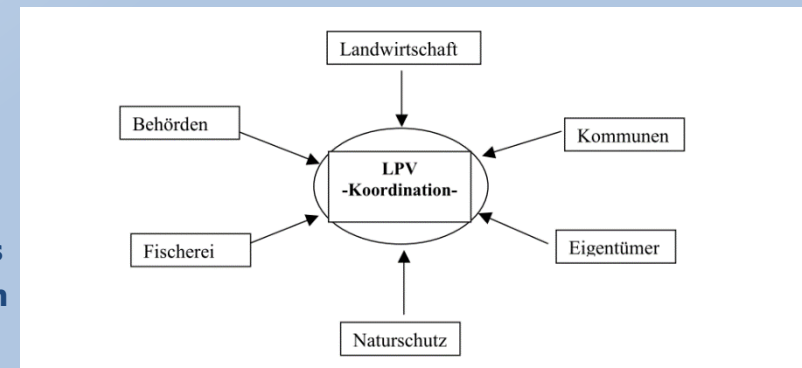 Landwirtschaft
Behörden
Kommunen
LPV
-Koordination-
Fischerei
Eigentümer
Naturschutz